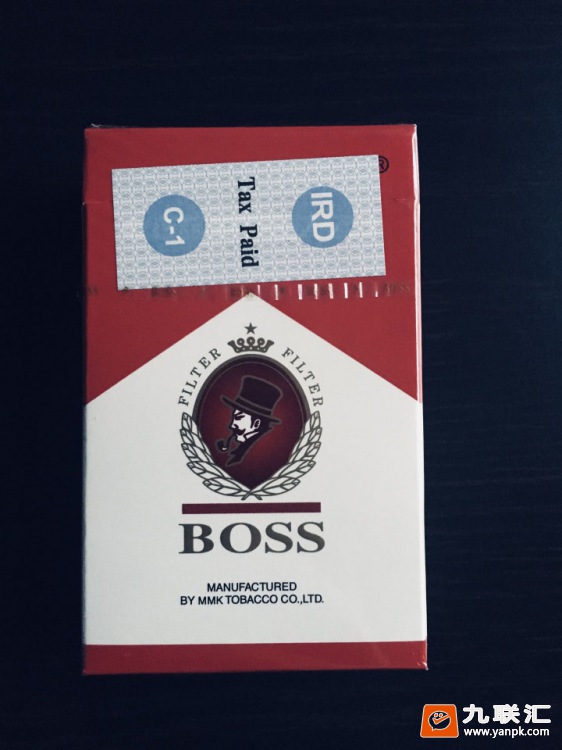 ®
IRD
Tax Paid
C-1
FILTER FILTER
BOSS
MANUFACTURED
BY MMK TOBACCO CO.,LTD.
九联汇
www.yanpk.com